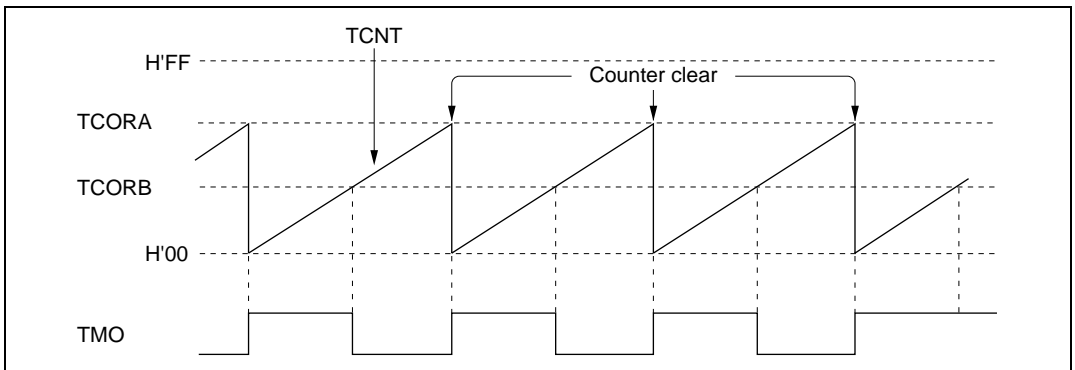 TCNT
H'FF
Counter clear
TCORA
TCORB
H'00
TMO